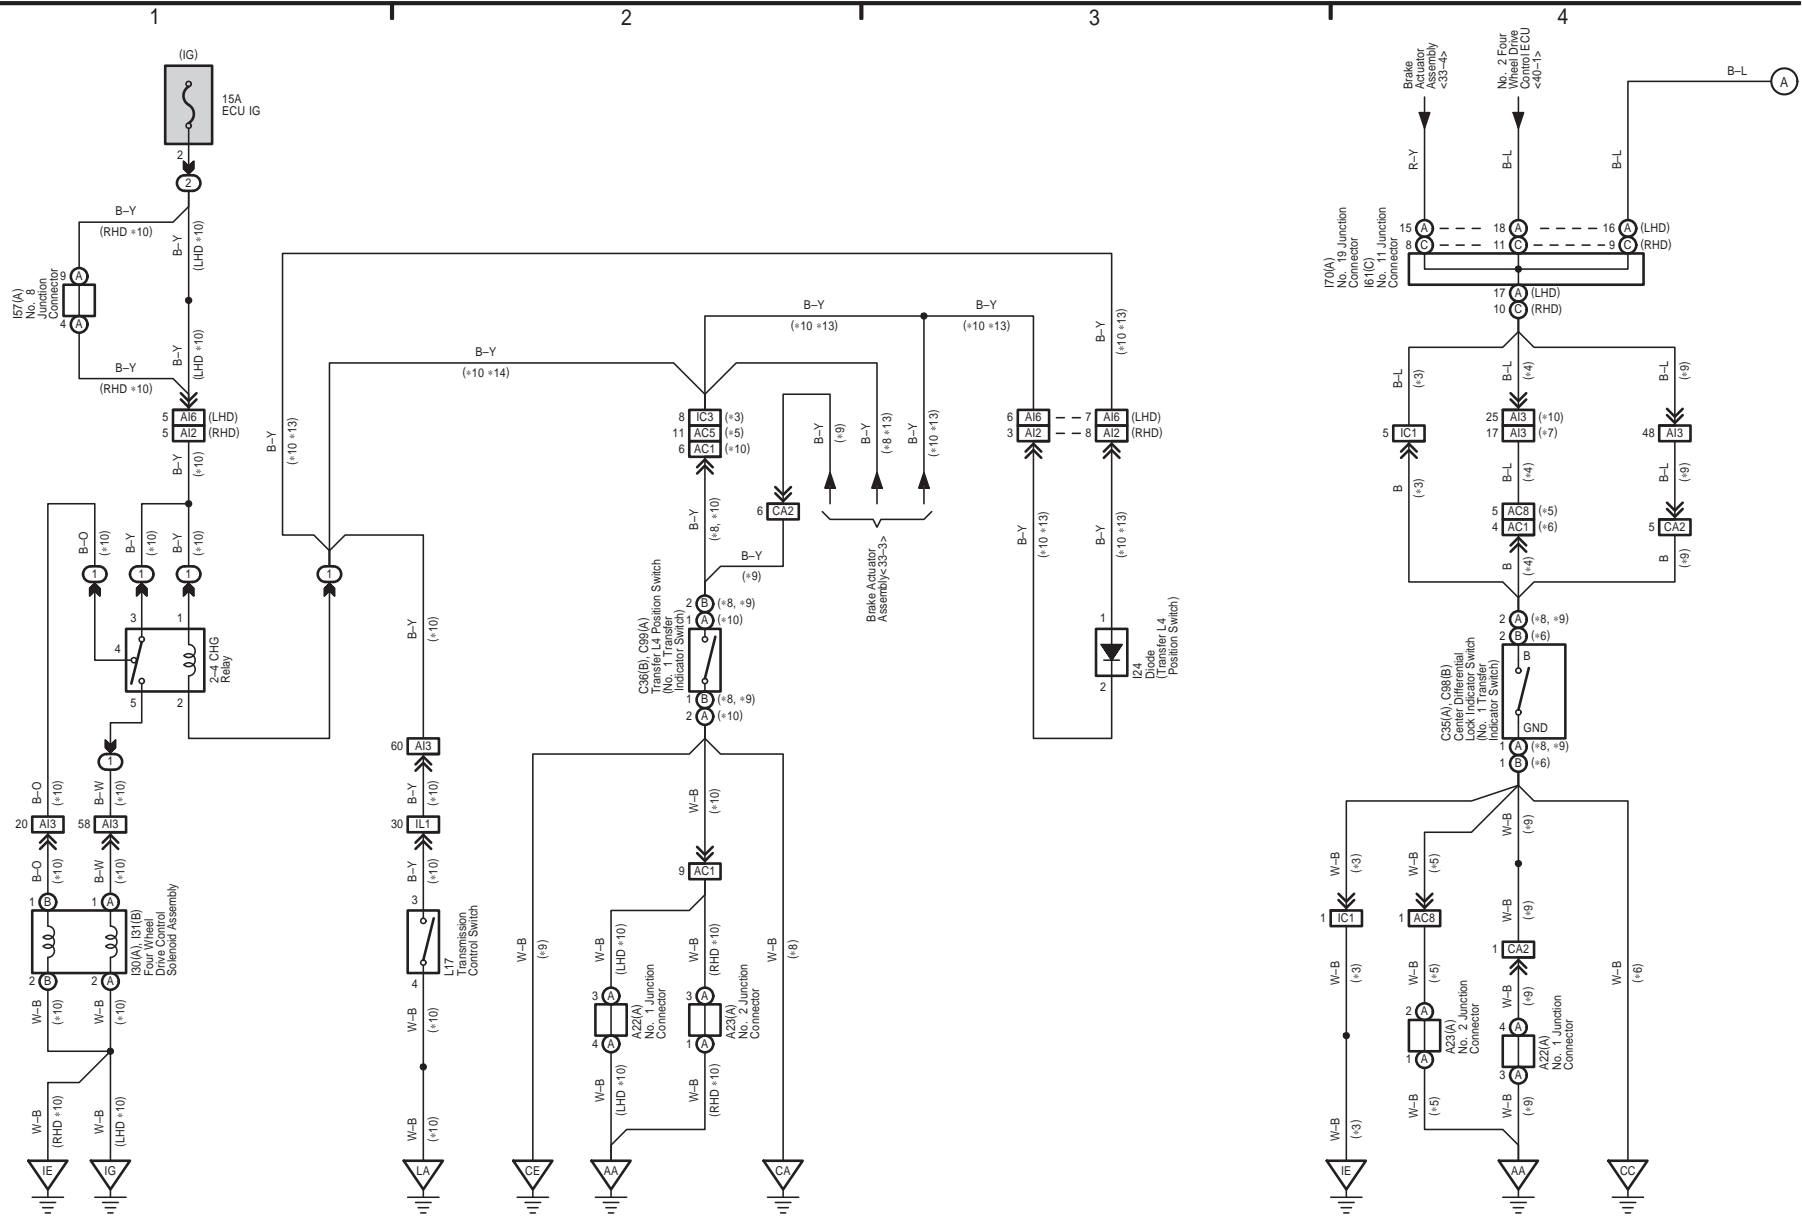 1
2
3
4
(IG)
15A
ECU IG
2
2
B–Y
(RHD *10)
B–Y
(LHD *10)
9 A
I57(A)
No. 8
Junction
Connector
4 A
B–Y
(LHD *10)
B–Y
(RHD *10)
5 AI6 (LHD)
5 AI2 (RHD)
B–Y
(*10)
B–O
(*10)
B–Y
(*10)
B–Y
(*10)
1
1
1
1
3
1
4
5
2
2–4 CHG
Relay
1
B–O
(*10)
B–W
(*10)
20 AI3
58 AI3
B–O
(*10)
B–W
(*10)
1 B
1 A
I30(A), I31(B)
Four Wheel
Drive Control
Solenoid Assembly
2 B
2 A
W–B
(*10)
W–B
(*10)
W–B
(RHD *10)
W–B
(LHD *10)
IE
IG
B–Y
(*10 *13)
B–Y
(*10 *14)
B–Y
(*10)
60 AI3
B–Y
(*10)
30 IL1
B–Y
(*10)
3
L17
Transmission
Control Switch
4
W–B
(*10)
W–B
(*10)
LA
B–Y
(*10 *13)
B–Y
(*10 *13)
8 IC3 (*3)
11 AC5 (*5)
6 AC1 (*10)
B–Y
(*8, *10)
B–Y
(*9)
B–Y
(*8 *13)
B–Y
(*10 *13)
6 CA2
B–Y
(*9)
Brake Actuator
Assembly<33–3>
2 B (*8, *9)
1 A (*10)
C36(B), C99(A)
Transfer L4 Position Switch
(No. 1 Transfer
Indicator Switch)
1 B (*8, *9)
2 A (*10)
W–B
(*10)
9 AC1
W–B
(*9)
W–B
(LHD *10)
W–B
(RHD *10)
W–B
(*8)
3 A
A22(A)
No. 1 Junction
Connector
4 A
3 A
A23(A)
No. 2 Junction
Connector
1 A
W–B
(LHD *10)
W–B
(RHD *10)
CE
AA
CA
B–Y
(*10 *13)
6 AI6 7 AI6 (LHD)
3 AI2 8 AI2 (RHD)
B–Y
(*10 *13)
B–Y
(*10 *13)
1
I24
Diode
(Transfer L4
Position Switch)
2
Brake
Actuator
Assembly
<33–4>
No. 2 Four
Wheel Drive
Control ECU
<40–1>
B–L
A
R–Y
B–L
B–L
15 A 18 A 16 A (LHD)
8 C 11 C 9 C (RHD)
I70(A)
No. 19 Junction
Connector
I61(C)
No. 11 Junction
Connector
17 A (LHD)
10 C (RHD)
B–L
(*3)
B–L
(*4)
B–L
(*9)
25 AI3 (*10)
17 AI3 (*7)
5 IC1
48 AI3
B
(*3)
B–L
(*4)
B–L
(*9)
5 AC8 (*5)
4 AC1 (*6)
5 CA2
B
(*4)
B
(*9)
2 A (*8, *9)
2 B (*6)
B
GND
C35(A), C98(B)
Center Differential
Lock Indicator Switch
(No. 1 Transfer
Indicator Switch)
1 A (*8, *9)
1 B (*6)
W–B
(*3)
W–B
(*5)
W–B
(*9)
1 IC1
1 AC8
W–B
(*9)
1 CA2
W–B
(*3)
W–B
(*5)
W–B
(*9)
W–B
(*6)
2 A
A23(A)
No. 2 Junction
Connector
1 A
4 A
A22(A)
No. 1 Junction
Connector
3 A
W–B
(*3)
W–B
(*5)
W–B
(*9)
IE
AA
CC